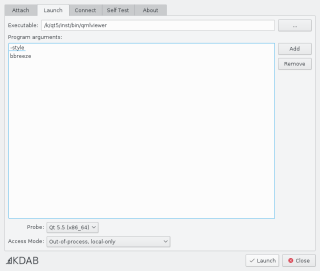 Attach Launch Connect Self Test About
Executable: /k/qt5/inst/bin/qmlviewer ...
Program arguments:
-style
bbreeze
Add
Remove
Probe: Qt 5.5 (x86_64)
Access Mode: Out-of-process, local-only
KDAB Launch Close